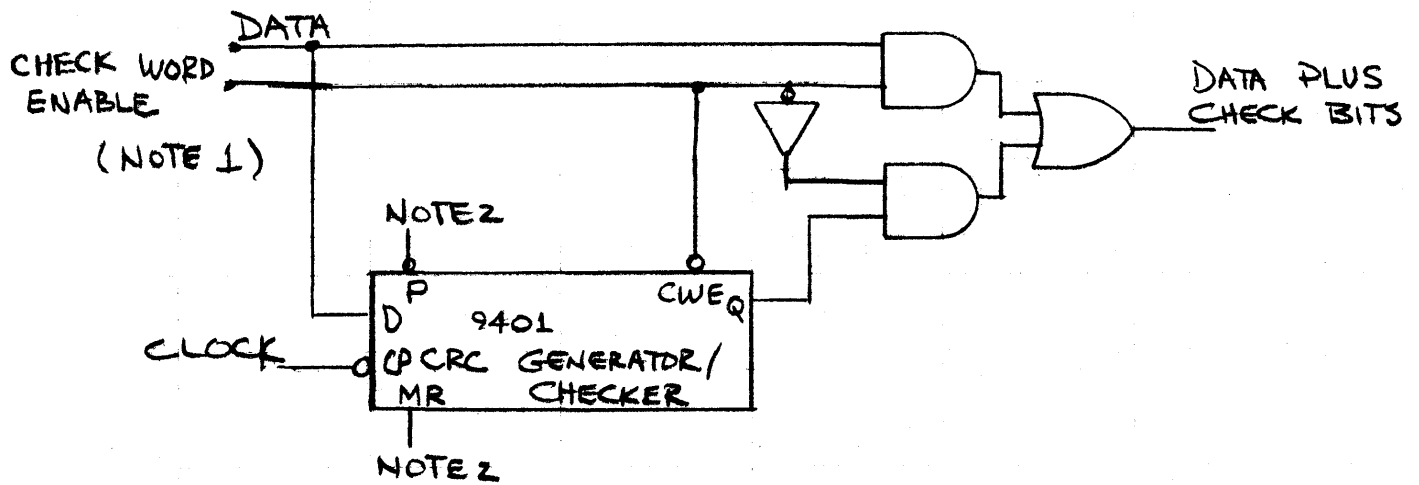 DATA
CHECK WORD
ENABLE
(NOTE 1)
DATA PLUS
CHECK BITS
NOTE 2
P
CWE
Q
D
9401
CLOCK
CP CRC GENERATOR/
MR CHECKER
NOTE 2